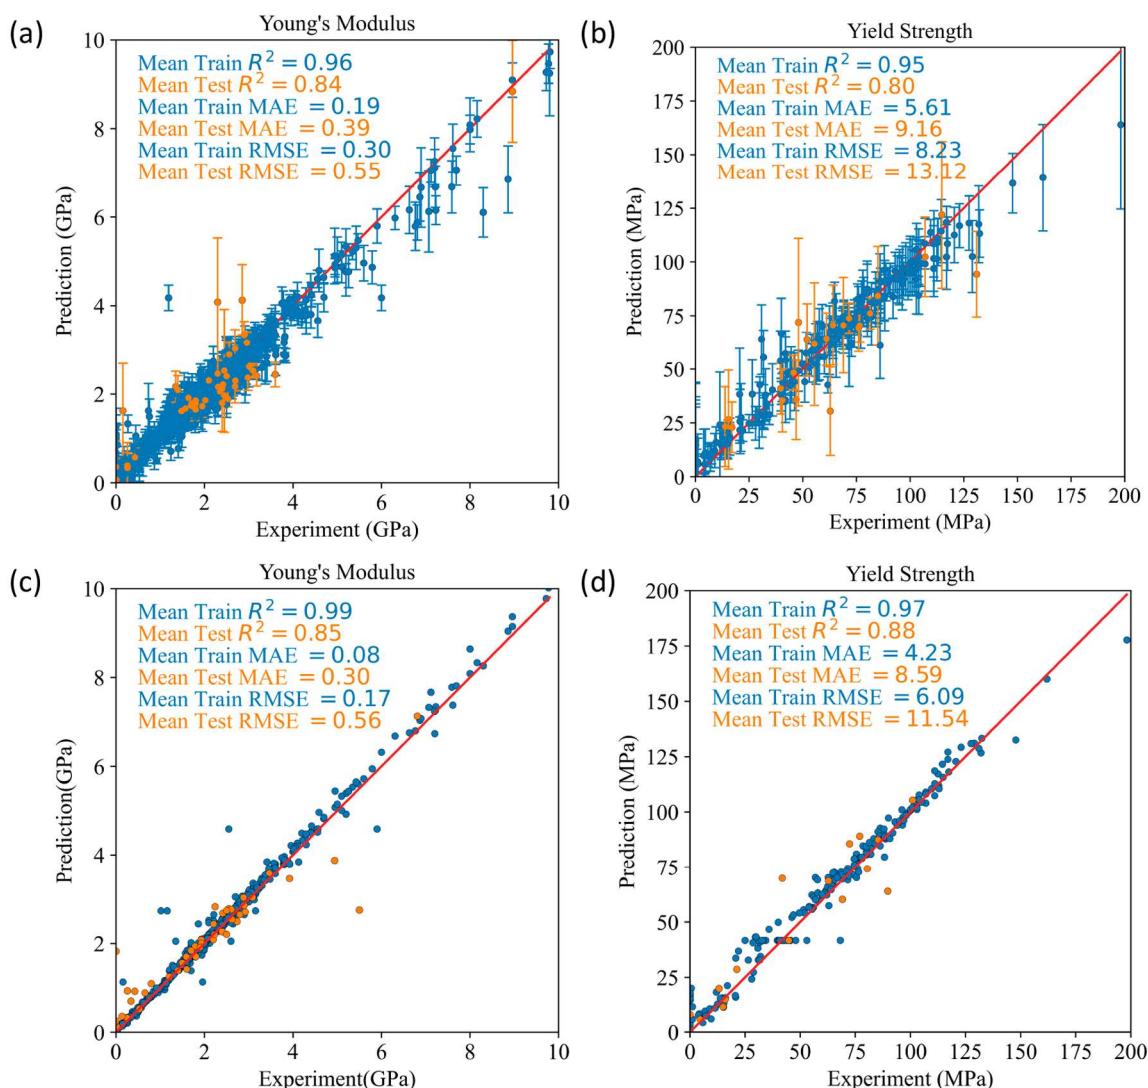 (a)
Young's Modulus
Mean Train R² = 0.96
Mean Test R² = 0.84
Mean Train MAE = 0.19
Mean Test MAE = 0.39
Mean Train RMSE = 0.30
Mean Test RMSE = 0.55
Prediction (GPa)
10
8
6
4
2
0
0 2 4 6 8 10
Experiment (GPa)
(b)
Yield Strength
Mean Train R² = 0.95
Mean Test R² = 0.80
Mean Train MAE = 5.61
Mean Test MAE = 9.16
Mean Train RMSE = 8.23
Mean Test RMSE = 13.12
Prediction (MPa)
200
175
150
125
100
75
50
25
0
0 25 50 75 100 125 150 175 200
Experiment (MPa)
(c)
Young's Modulus
Mean Train R² = 0.99
Mean Test R² = 0.85
Mean Train MAE = 0.08
Mean Test MAE = 0.30
Mean Train RMSE = 0.17
Mean Test RMSE = 0.56
Prediction(GPa)
10
8
6
4
2
0
0 2 4 6 8 10
Experiment(GPa)
(d)
Yield Strength
Mean Train R² = 0.97
Mean Test R² = 0.88
Mean Train MAE = 4.23
Mean Test MAE = 8.59
Mean Train RMSE = 6.09
Mean Test RMSE = 11.54
Prediction (MPa)
200
175
150
125
100
75
50
25
0
0 25 50 75 100 125 150 175 200
Experiment (MPa)